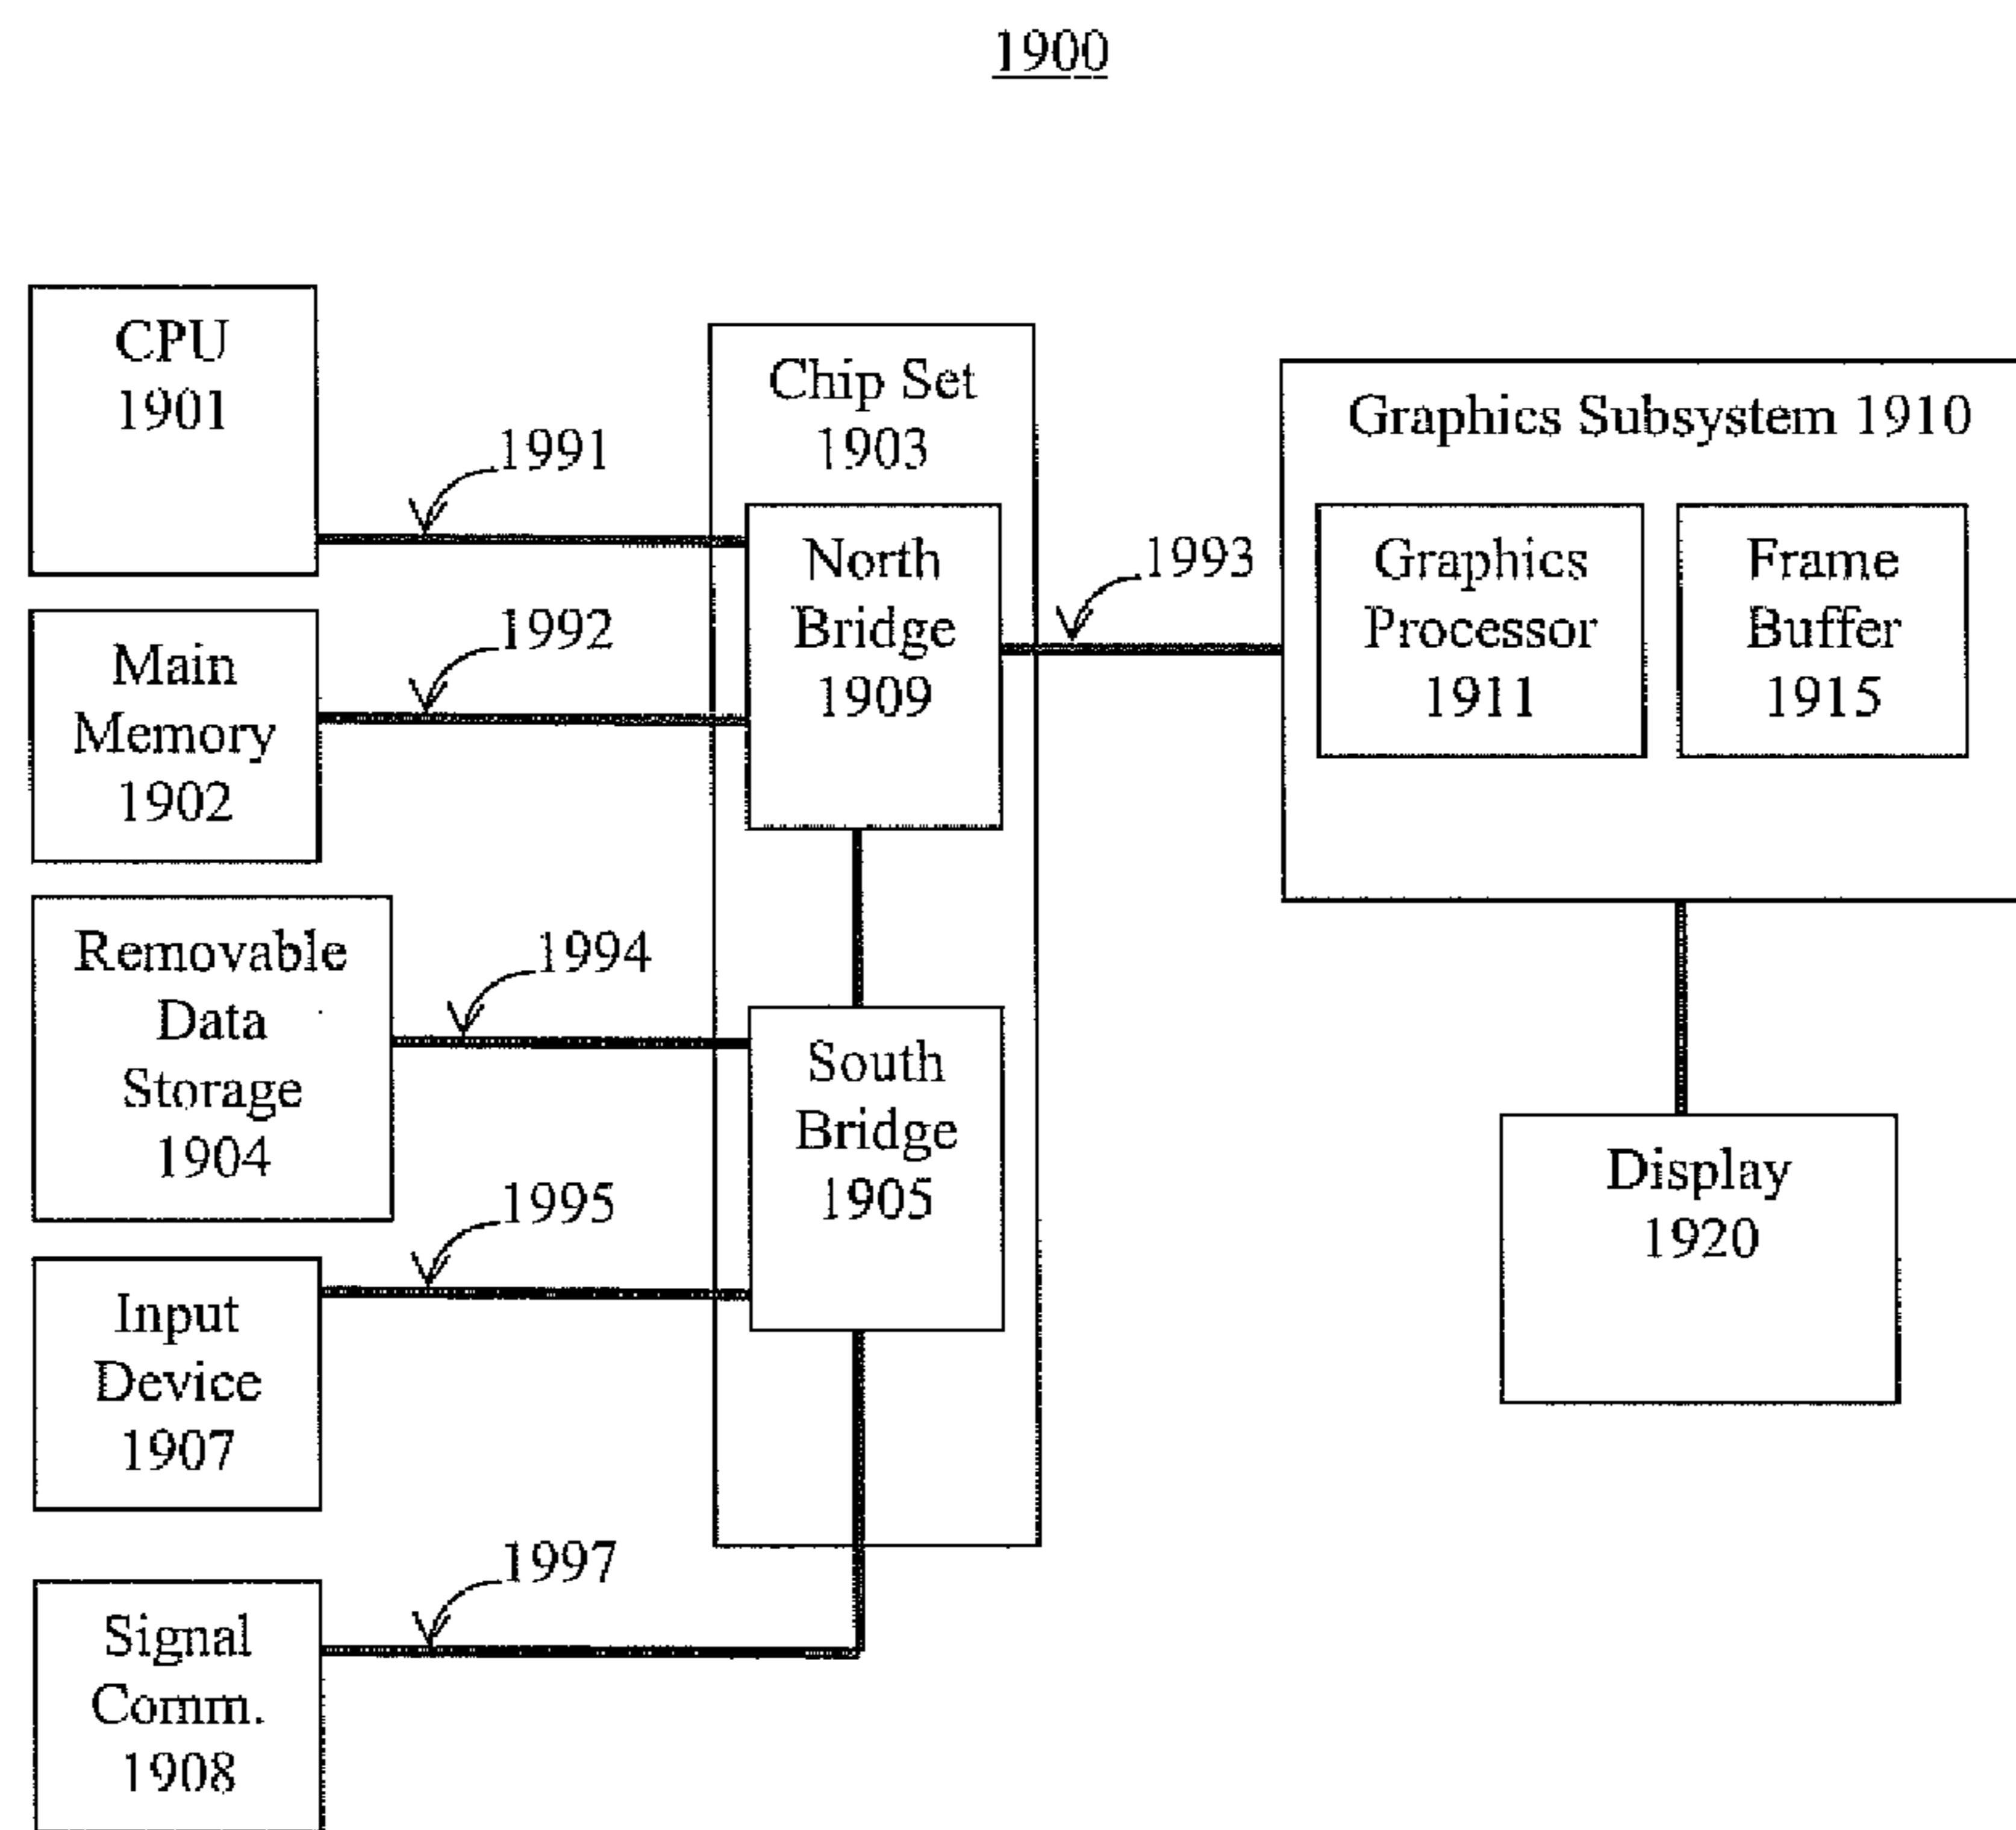 1900
CPU
1901
1991
Main
Memory
1902
1992
Chip Set
1903
North
Bridge
1909
1993
Graphics Subsystem 1910
Graphics
Processor
1911
Frame
Buffer
1915
Removable
Data
Storage
1904
1994
South
Bridge
1905
Display
1920
Input
Device
1907
1995
Signal
Comm.
1908
1997